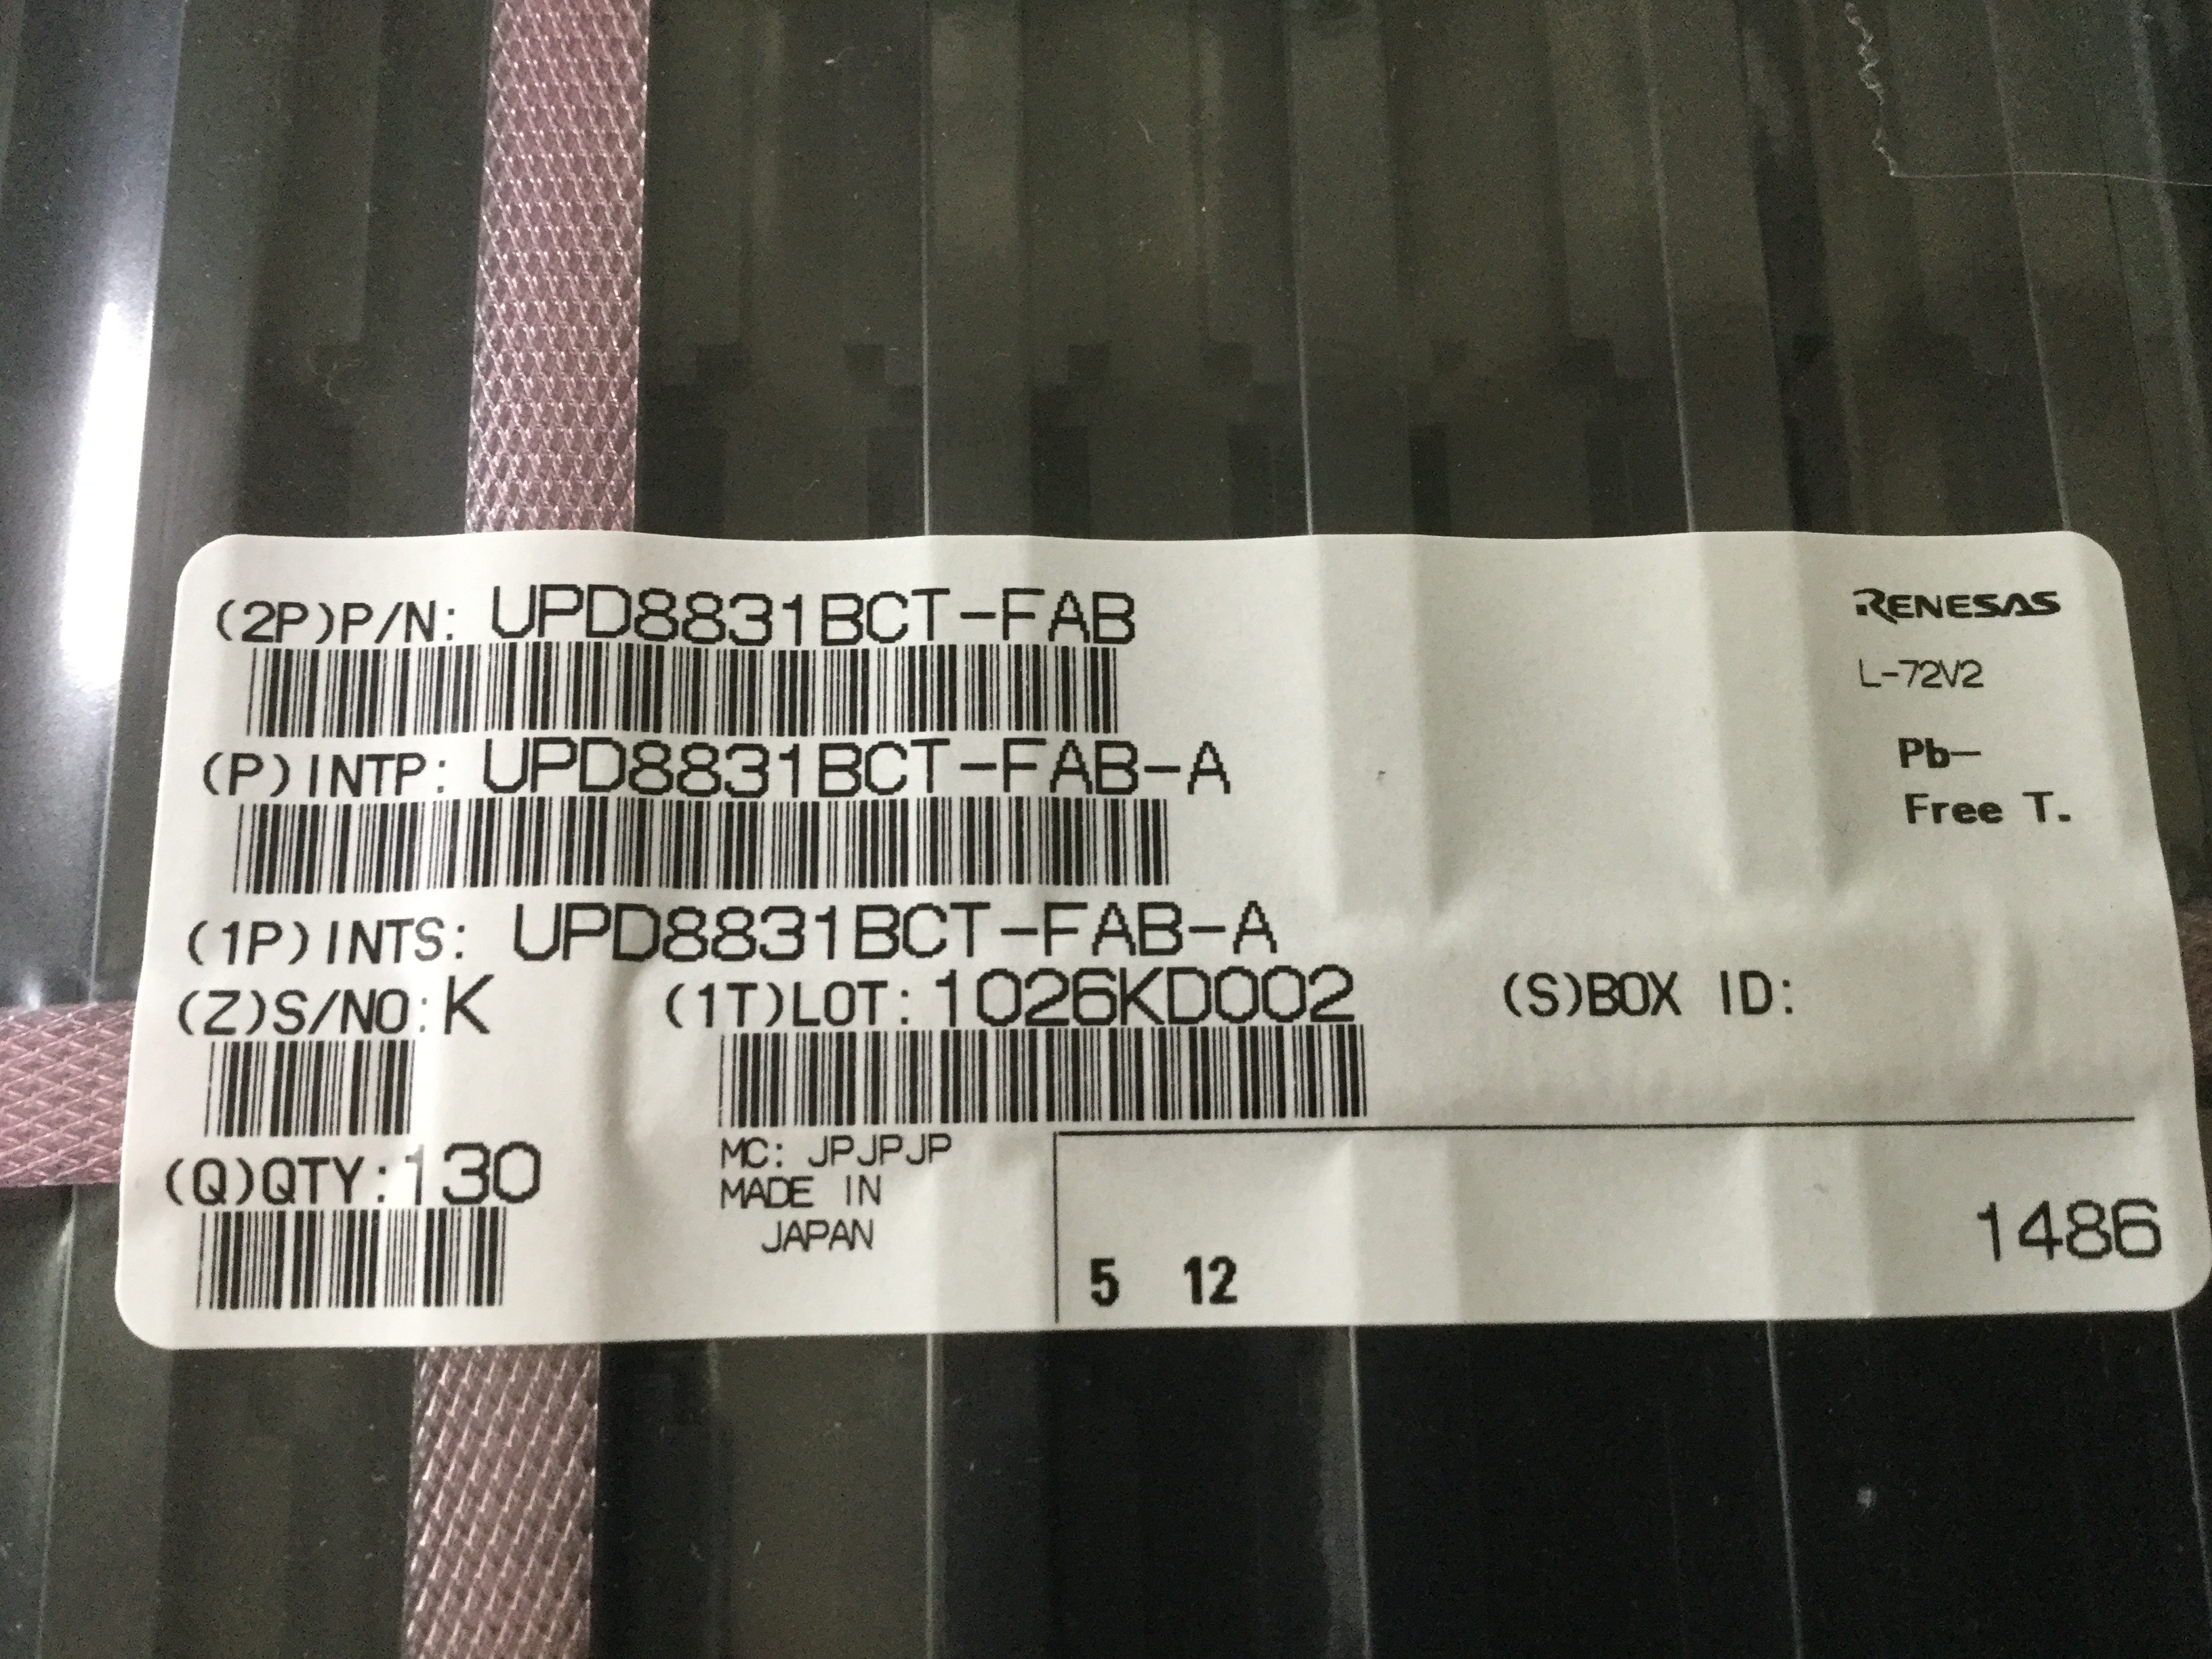 (2P)P/N: UPD8831BCT-FAB
RENESAS
L-72V2
(P)INTP: UPD8831BCT-FAB-A
Pb-
Free T.
(1P)INTS: UPD8831BCT-FAB-A
(Z)S/NO:K (1T)LOT:1026KD002 (S)BOX ID:
(Q)QTY:130
MC: JPJPJP
MADE IN
JAPAN
5 12
1486